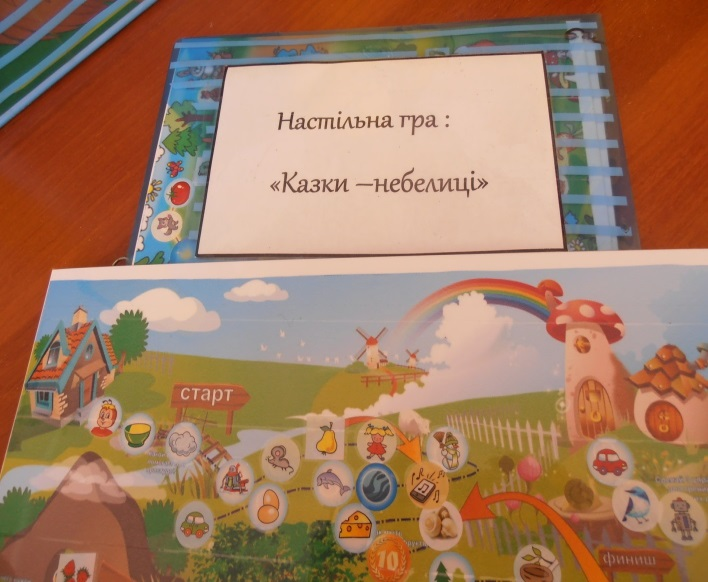 Настільна гра :
«Казки –небелиці»
старт
10
финиш